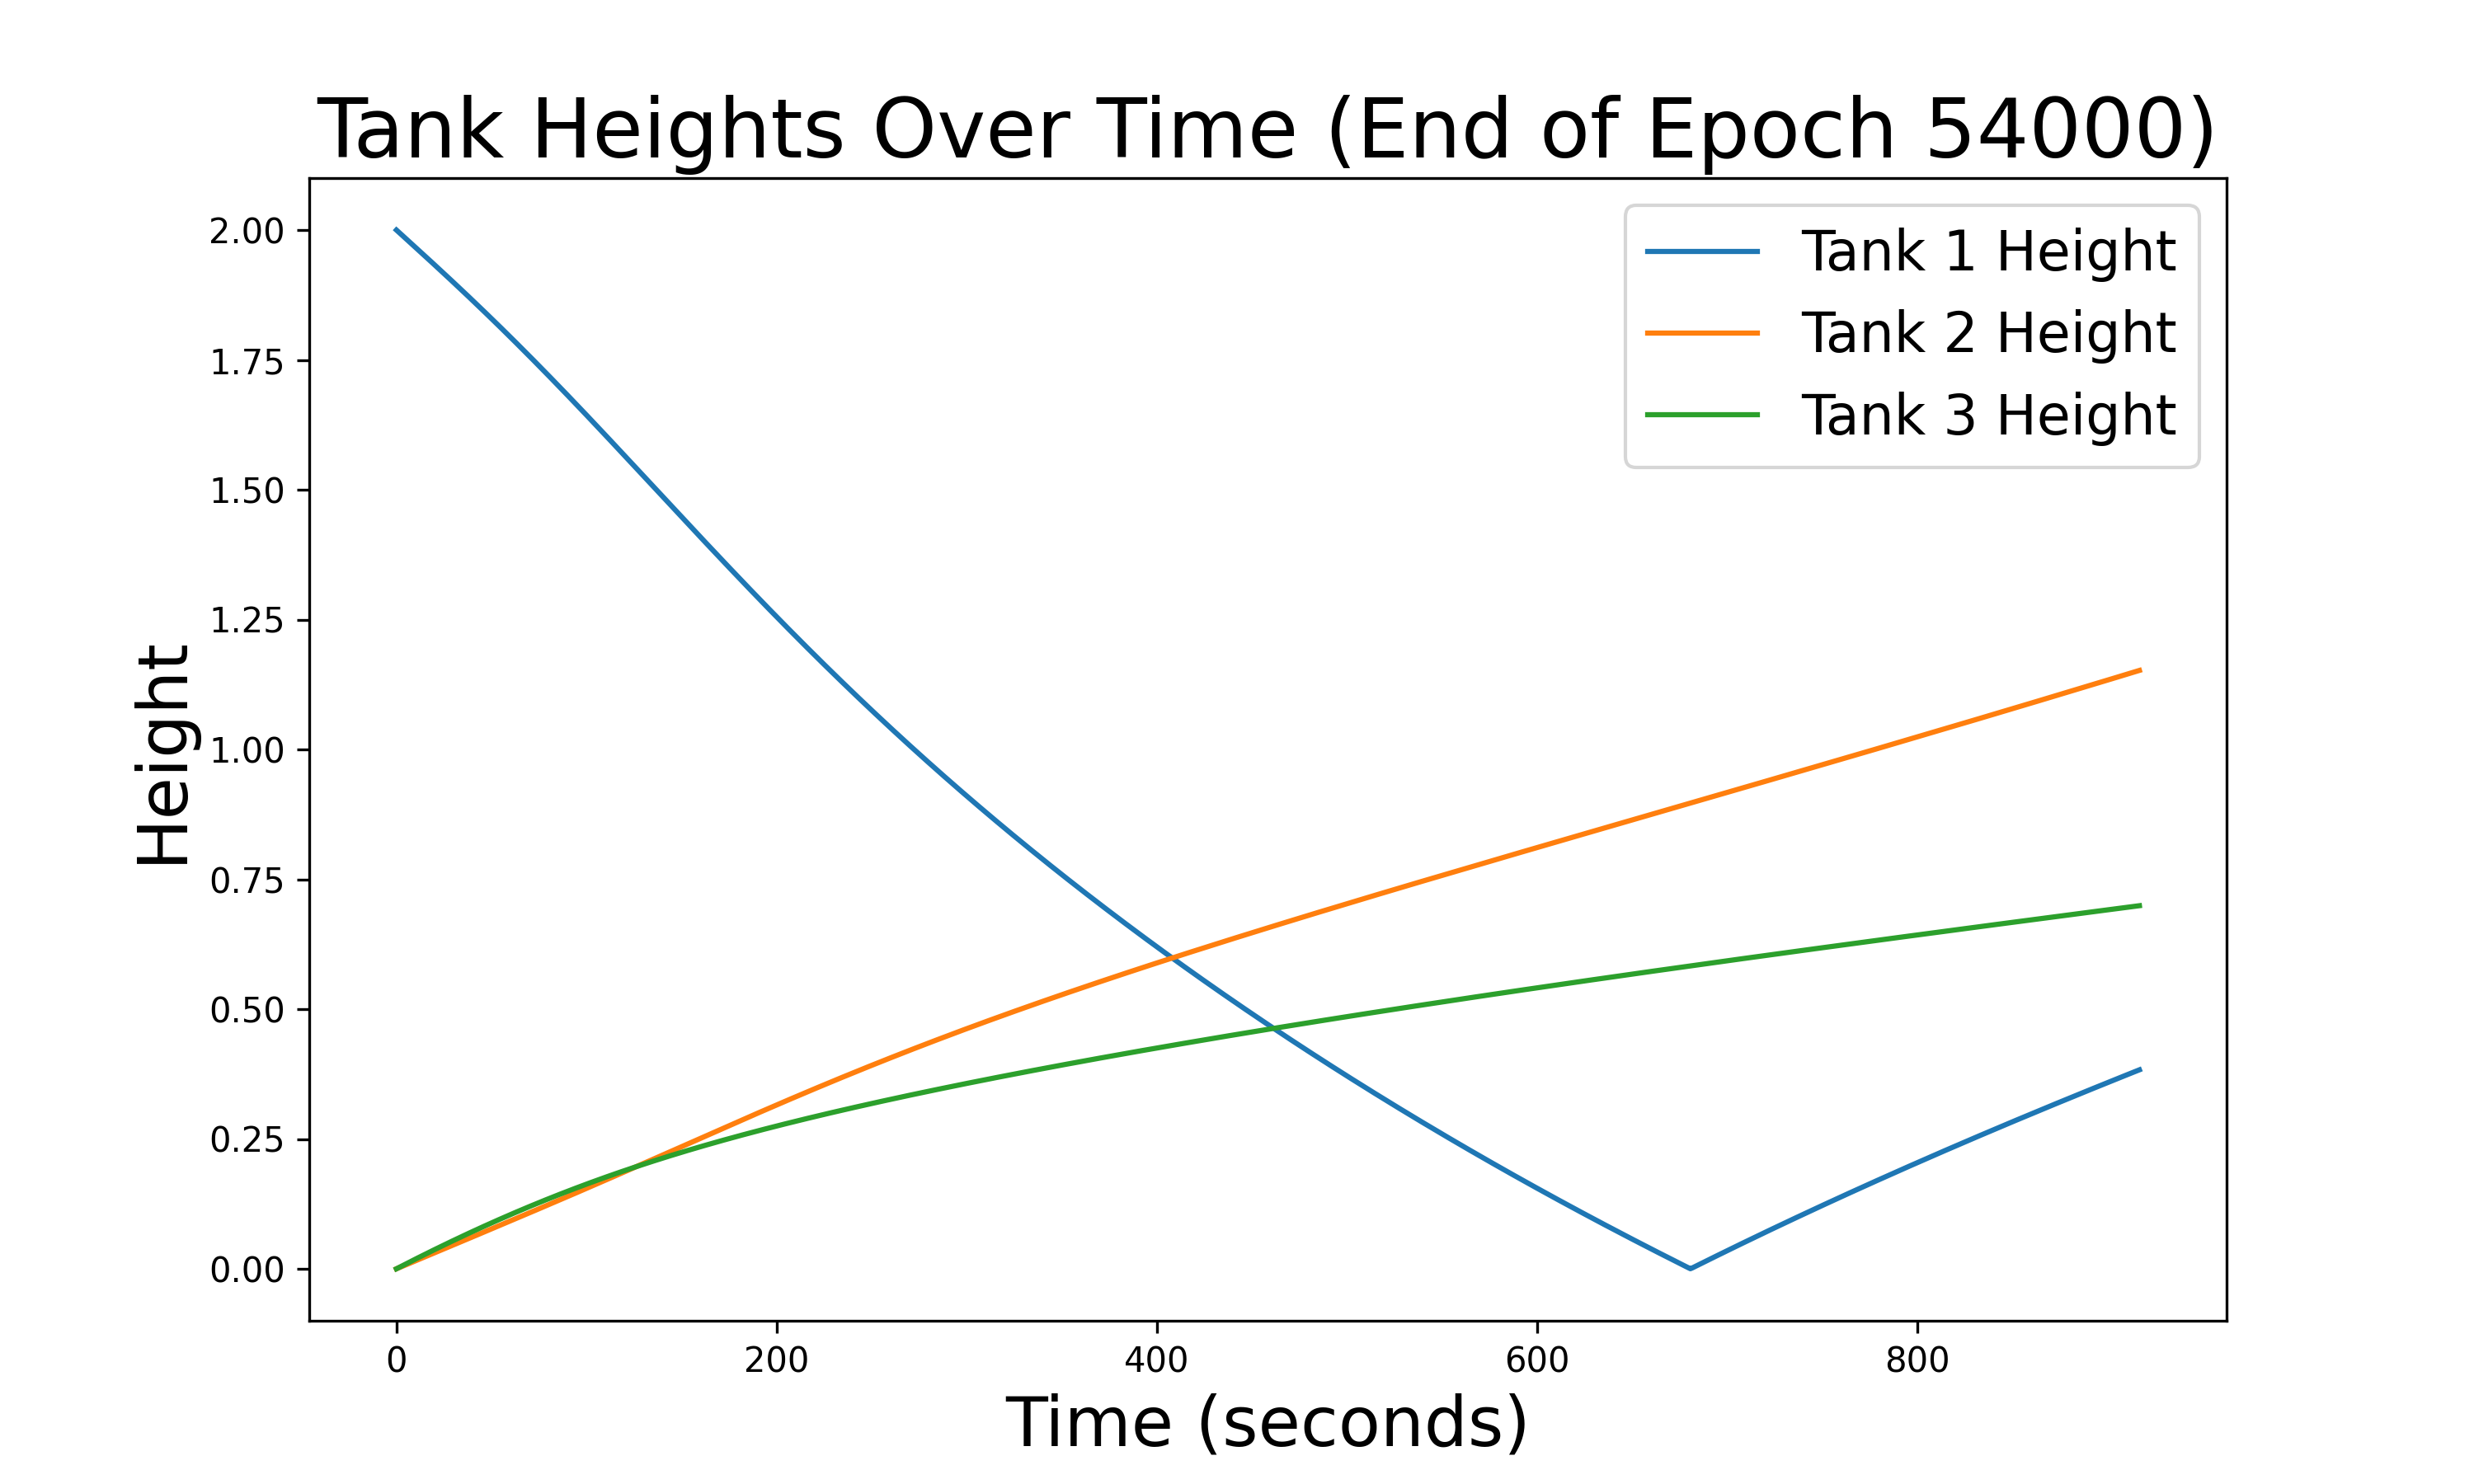 Tank Heights Over Time (End of Epoch 54000)
Tank 1 Height
Tank 2 Height
Tank 3 Height
Height
2.00
1.75
1.50
1.25
1.00
0.75
0.50
0.25
0.00
0 200 400 600 800
Time (seconds)